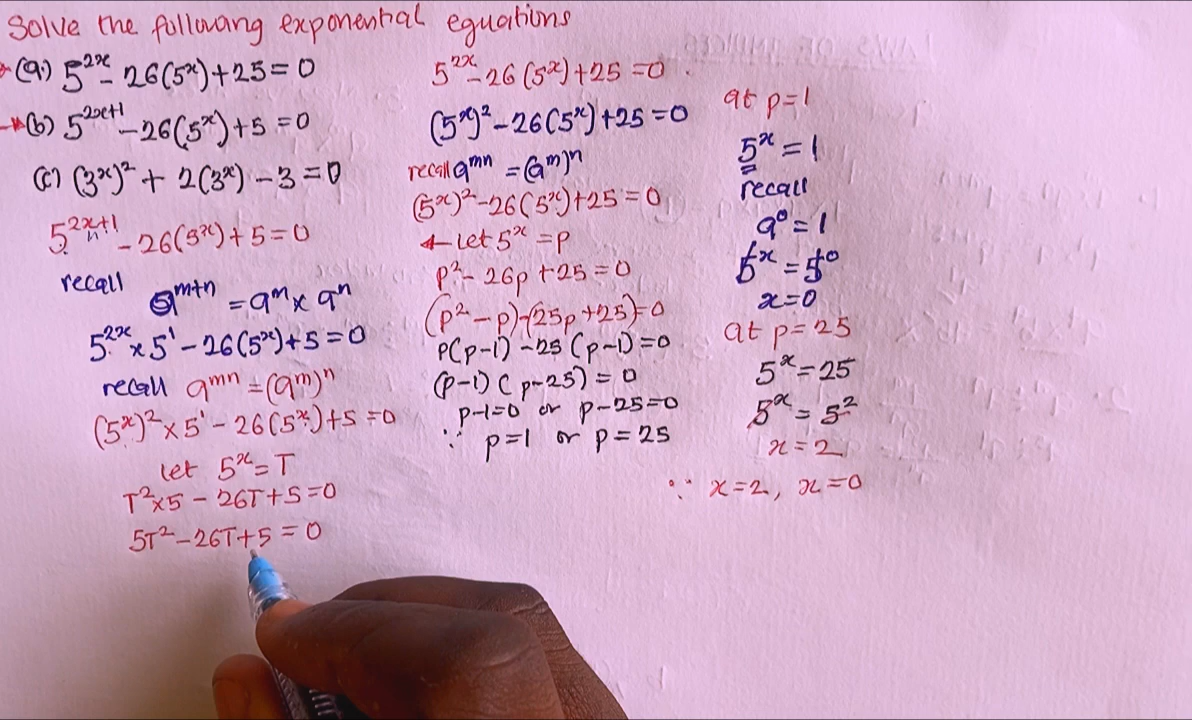 Solve the following exponential equations
(a.) 5^{2x} - 26(5^x) + 25 = 0
(b) 5^{2x+1} - 26(5^x) + 5 = 0
(c) (3^x)^2 + 2(3^x) - 3 = 0
5^{2x+1} - 26(5^x) + 5 = 0
recall
a^{m+n} = a^m × a^n
5^{2x} × 5^1 - 26(5^x) + 5 = 0
recall a^{mn} = (a^m)^n
(5^x)^2 × 5^1 - 26(5^x) + 5 = 0
let 5^x = T
T^2 × 5 - 26T + 5 = 0
5T^2 - 26T + 5 = 0
5^{2x} - 26(5^x) + 25 = 0
(5^x)^2 - 26(5^x) + 25 = 0
recall a^{mn} = (a^m)^n
(5^x)^2 - 26(5^x) + 25 = 0
Let 5^x = p
p^2 - 26p + 25 = 0
(p^2 - p) - (25p + 25) = 0
p(p-1) - 25(p-1) = 0
(p-1)(p-25) = 0
p-1=0 or p-25=0
∵ p=1 or p=25
at p=1
5^x = 1
recall
a^0 = 1
5^x = 5^0
x=0
at p=25
5^x = 25
5^x = 5^2
x=2
∵ x=2, x=0